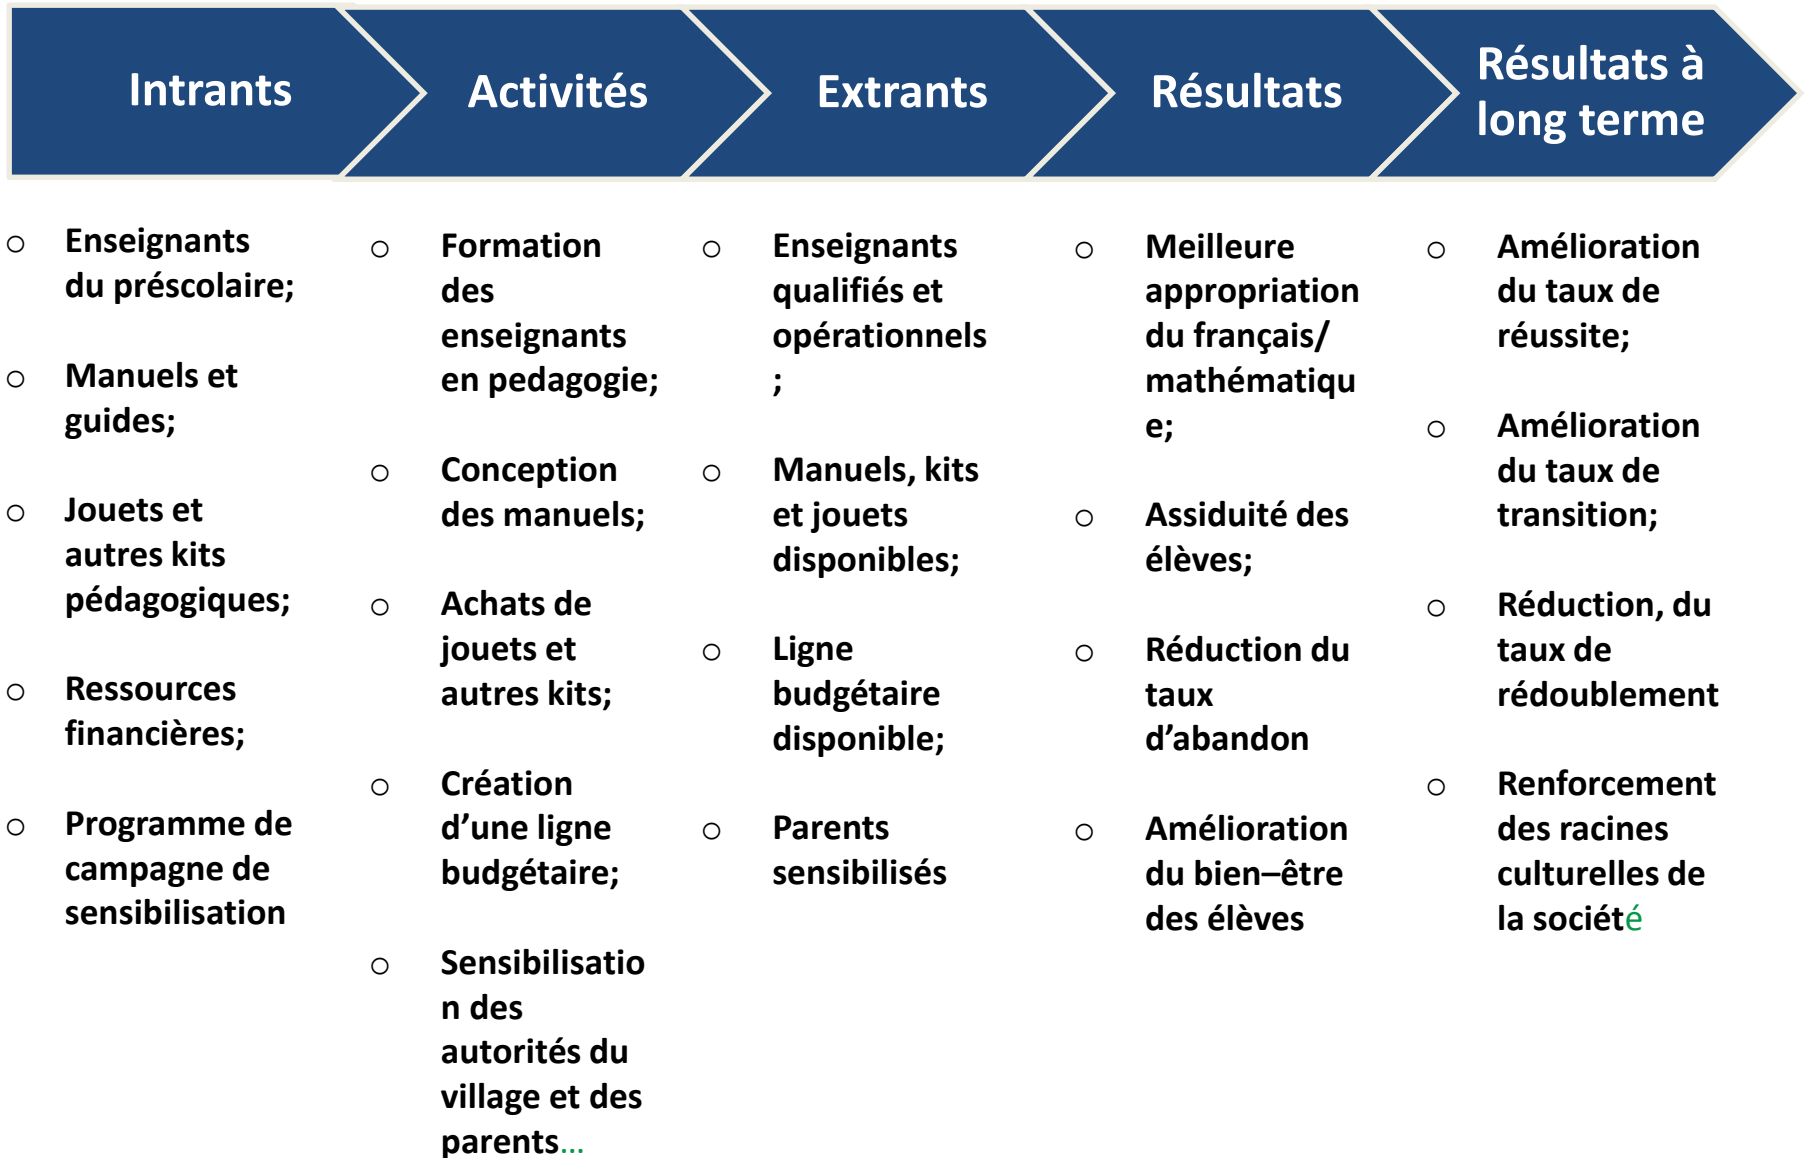 Intrants
Activités
Extrants
Résultats
Résultats à
long terme
o Enseignants
du préscolaire;
o Manuels et
guides;
o Jouets et
autres kits
pédagogiques;
o Ressources
financières;
o Programme de
campagne de
sensibilisation
o Formation
des
enseignants
en pedagogie;
o Conception
des manuels;
o Achats de
jouets et
autres kits;
o Création
d’une ligne
budgétaire;
o Sensibilisatio
n des
autorités du
village et des
parents...
o Enseignants
qualifiés et
opérationnels
;
o Manuels, kits
et jouets
disponibles;
o Ligne
budgétaire
disponible;
o Parents
sensibilisés
o Meilleure
appropriation
du français/
mathématiqu
e;
o Assiduité des
élèves;
o Réduction du
taux
d’abandon
o Amélioration
du bien–être
des élèves
o Amélioration
du taux de
réussite;
o Amélioration
du taux de
transition;
o Réduction, du
taux de
rédoublement
o Renforcement
des racines
culturelles de
la société